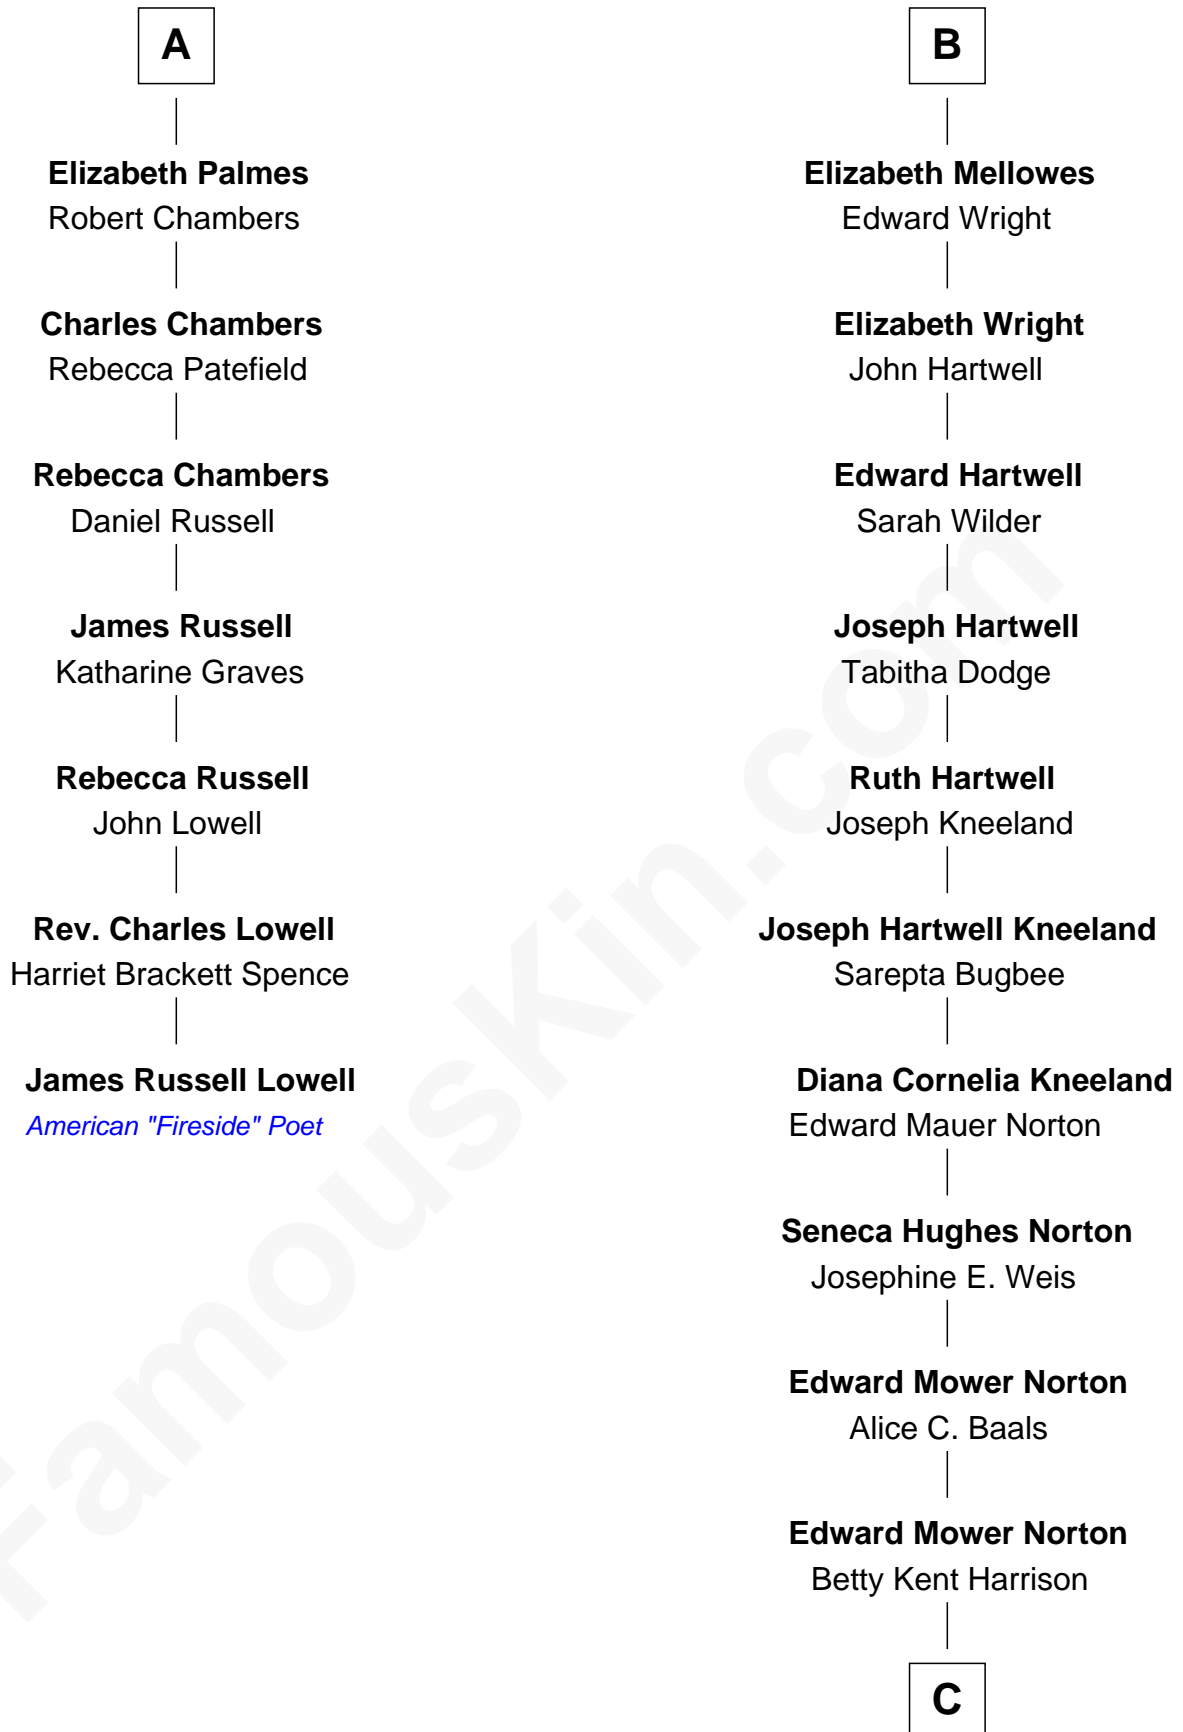 A
Elizabeth Palmes
Robert Chambers
Charles Chambers
Rebecca Patefield
Rebecca Chambers
Daniel Russell
James Russell
Katharine Graves
Rebecca Russell
John Lowell
Rev. Charles Lowell
Harriet Brackett Spence
James Russell Lowell
American "Fireside" Poet
B
Elizabeth Mellowes
Edward Wright
Elizabeth Wright
John Hartwell
Edward Hartwell
Sarah Wilder
Joseph Hartwell
Tabitha Dodge
Ruth Hartwell
Joseph Kneeland
Joseph Hartwell Kneeland
Sarepta Bugbee
Diana Cornelia Kneeland
Edward Mauer Norton
Seneca Hughes Norton
Josephine E. Weis
Edward Mower Norton
Alice C. Baals
Edward Mower Norton
Betty Kent Harrison
C
FamousKin.com